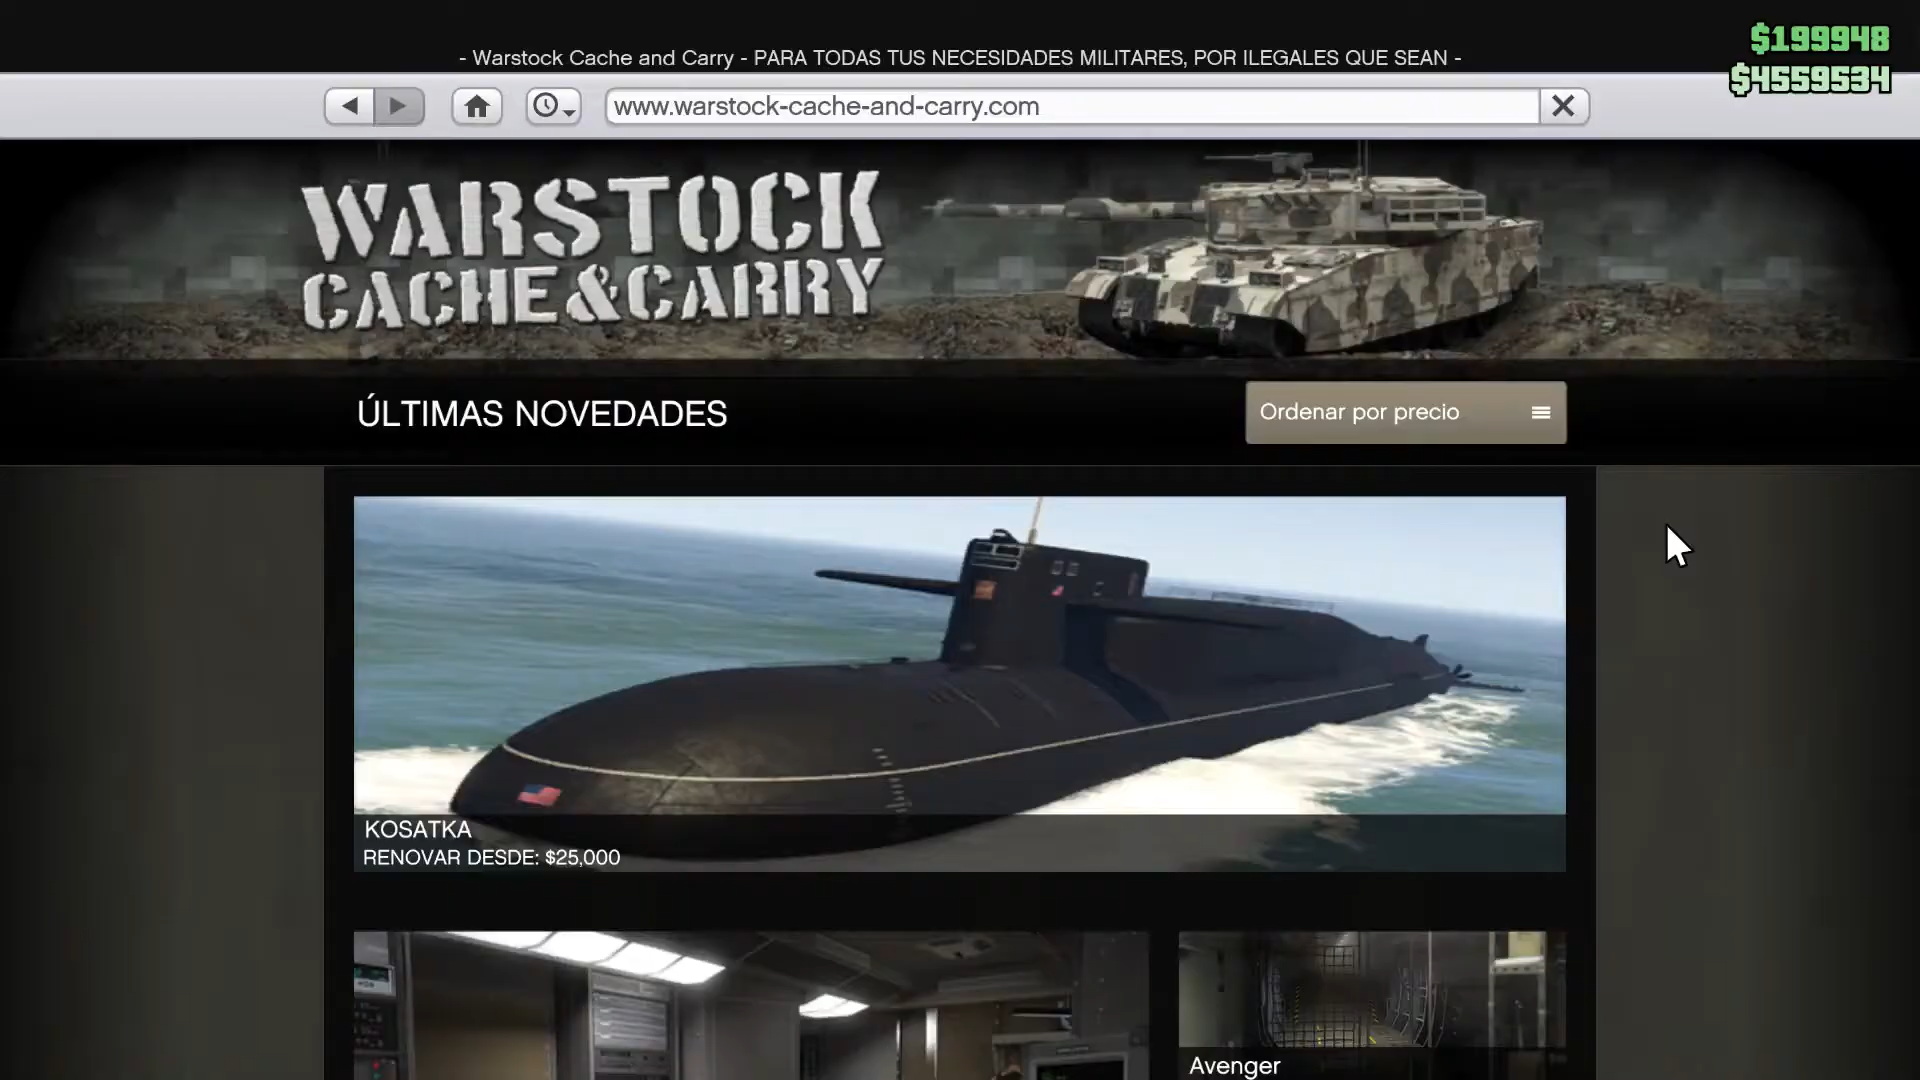 $199948
- Warstock Cache and Carry - PARA TODAS TUS NECESIDADES MILITARES, POR ILEGALES QUE SEAN -
$4559534
www.warstock-cache-and-carry.com
WARSTOCK
CACHE&CARRY
ÚLTIMAS NOVEDADES
Ordenar por precio
KOSATKA
RENOVAR DESDE: $25,000
Avenger